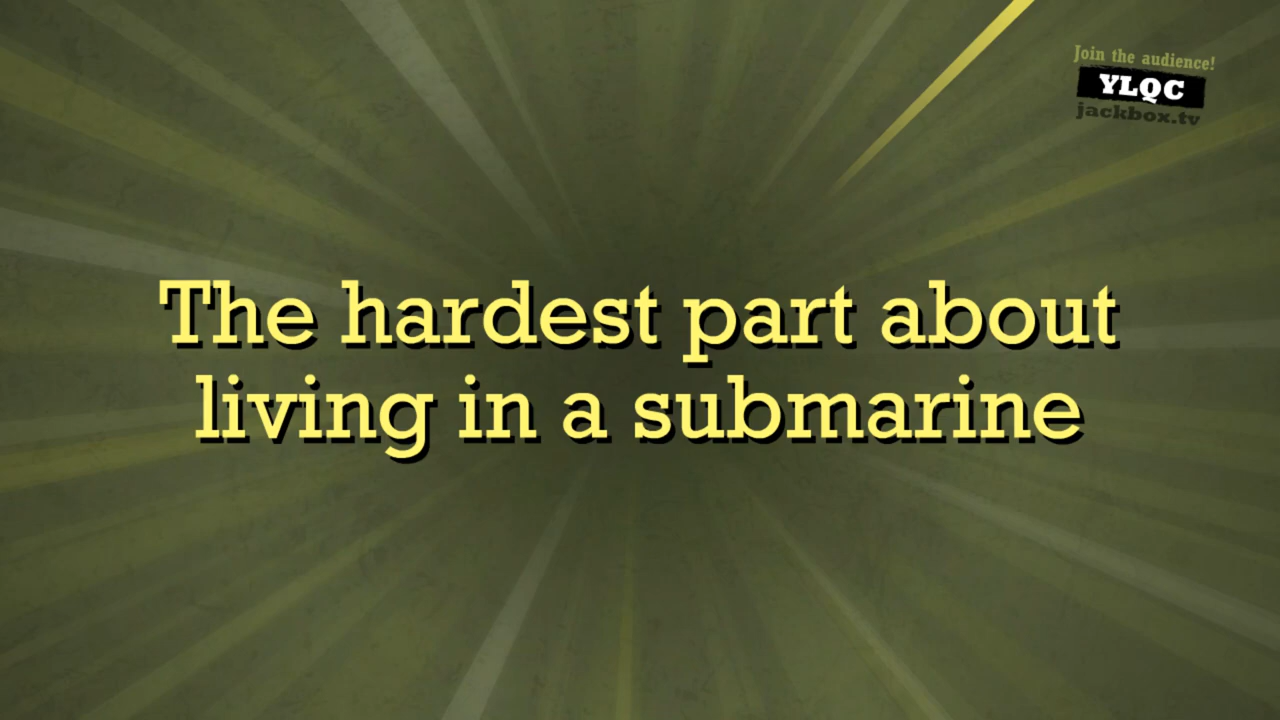 Join the audience!
YLQC
jackbox.tv
The hardest part about
living in a submarine